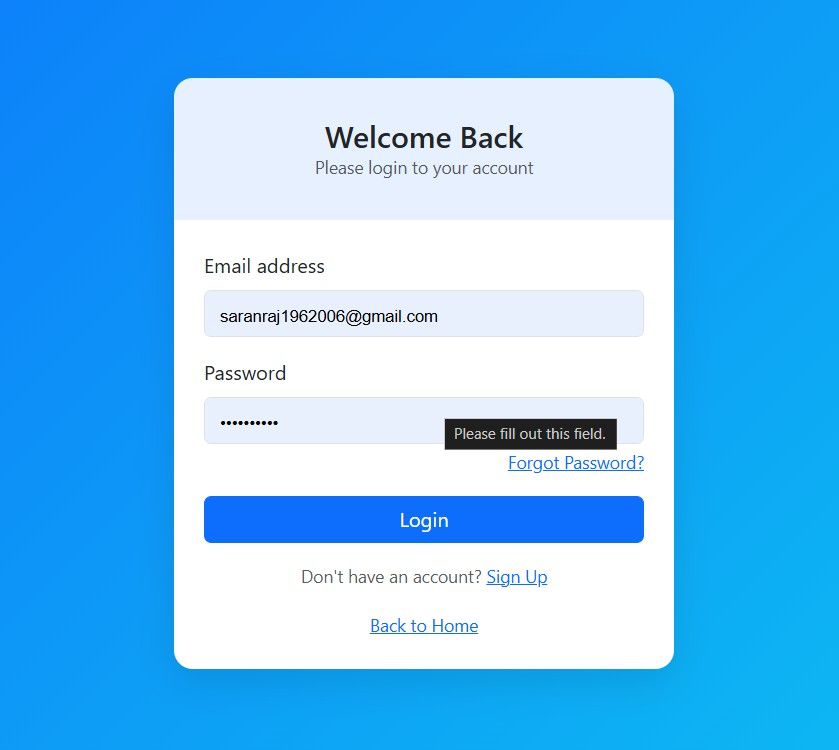 Welcome Back
Please login to your account
Email address
saranraj1962006@gmail.com
Password
••••••••••
Please fill out this field.
Forgot Password?
Login
Don't have an account? Sign Up
Back to Home